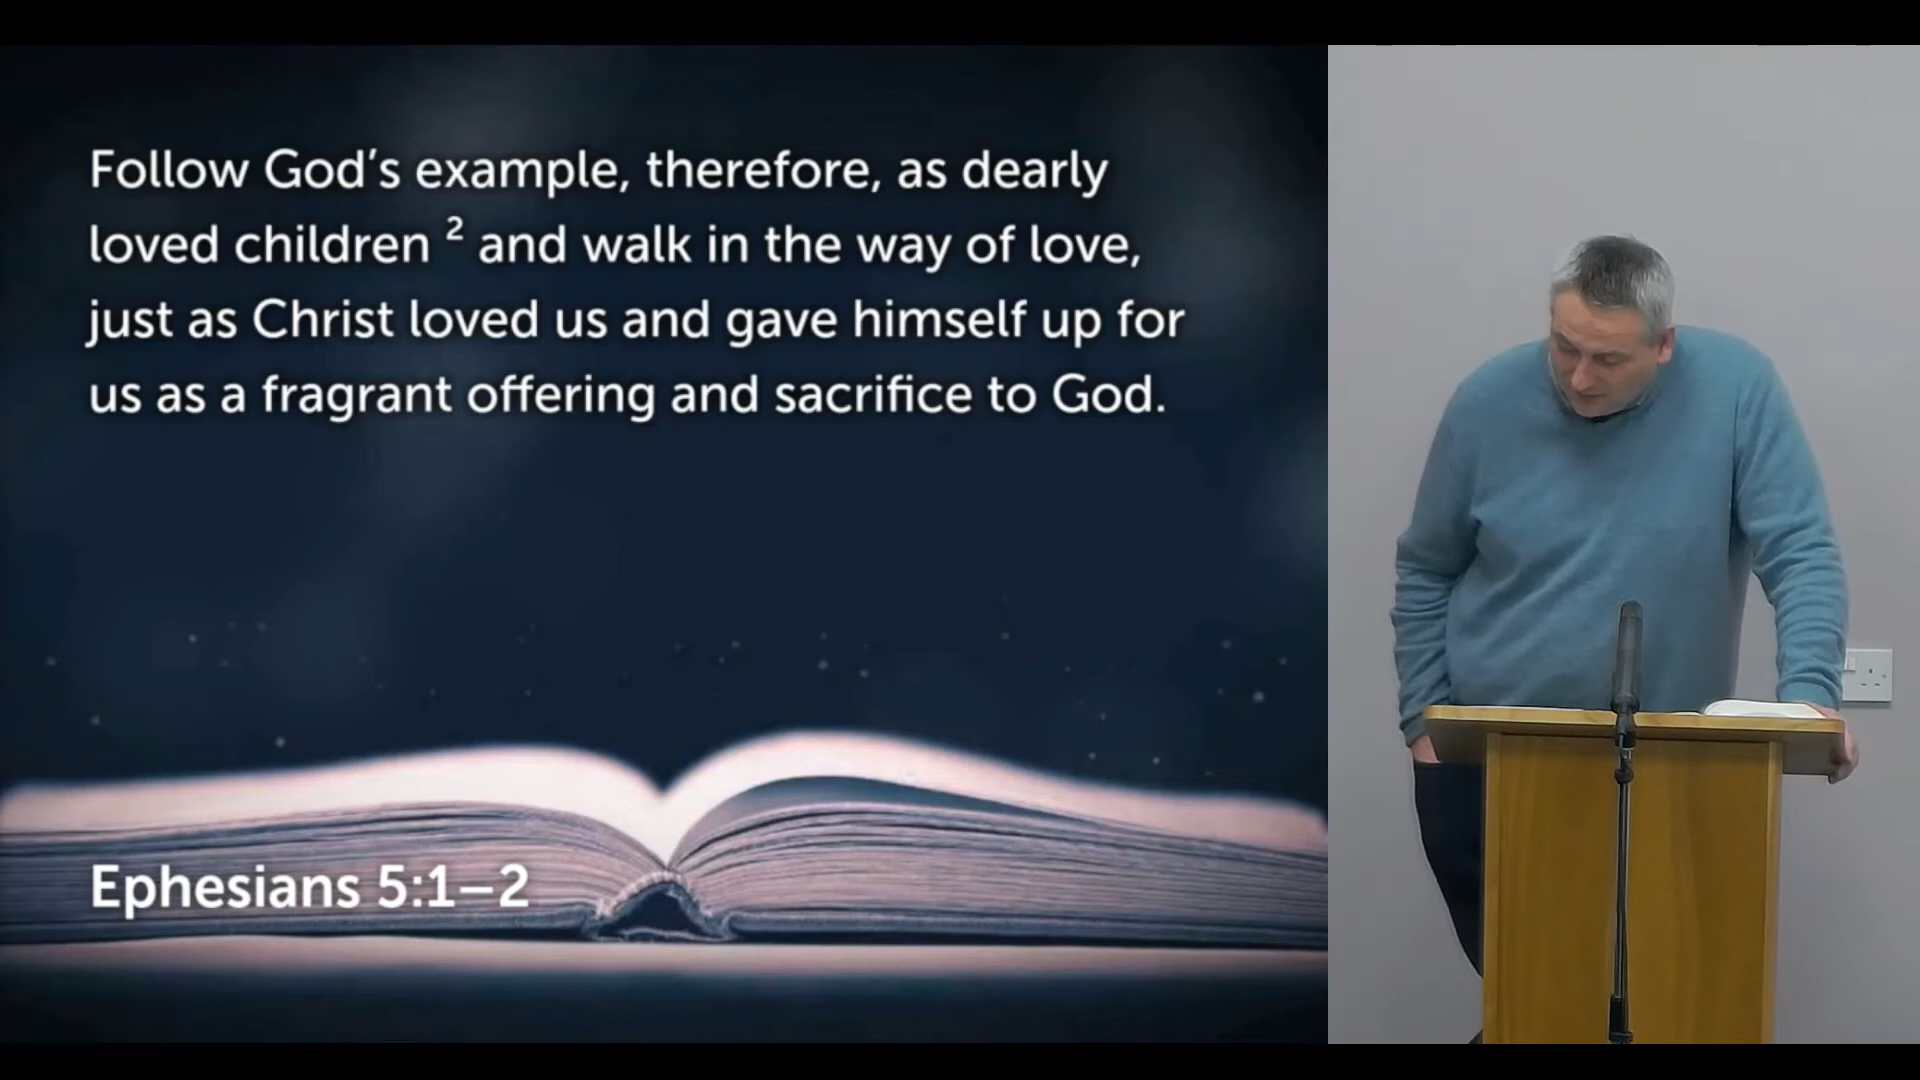 Follow God’s example, therefore, as dearly
loved children ² and walk in the way of love,
just as Christ loved us and gave himself up for
us as a fragrant offering and sacrifice to God.
Ephesians 5:1–2